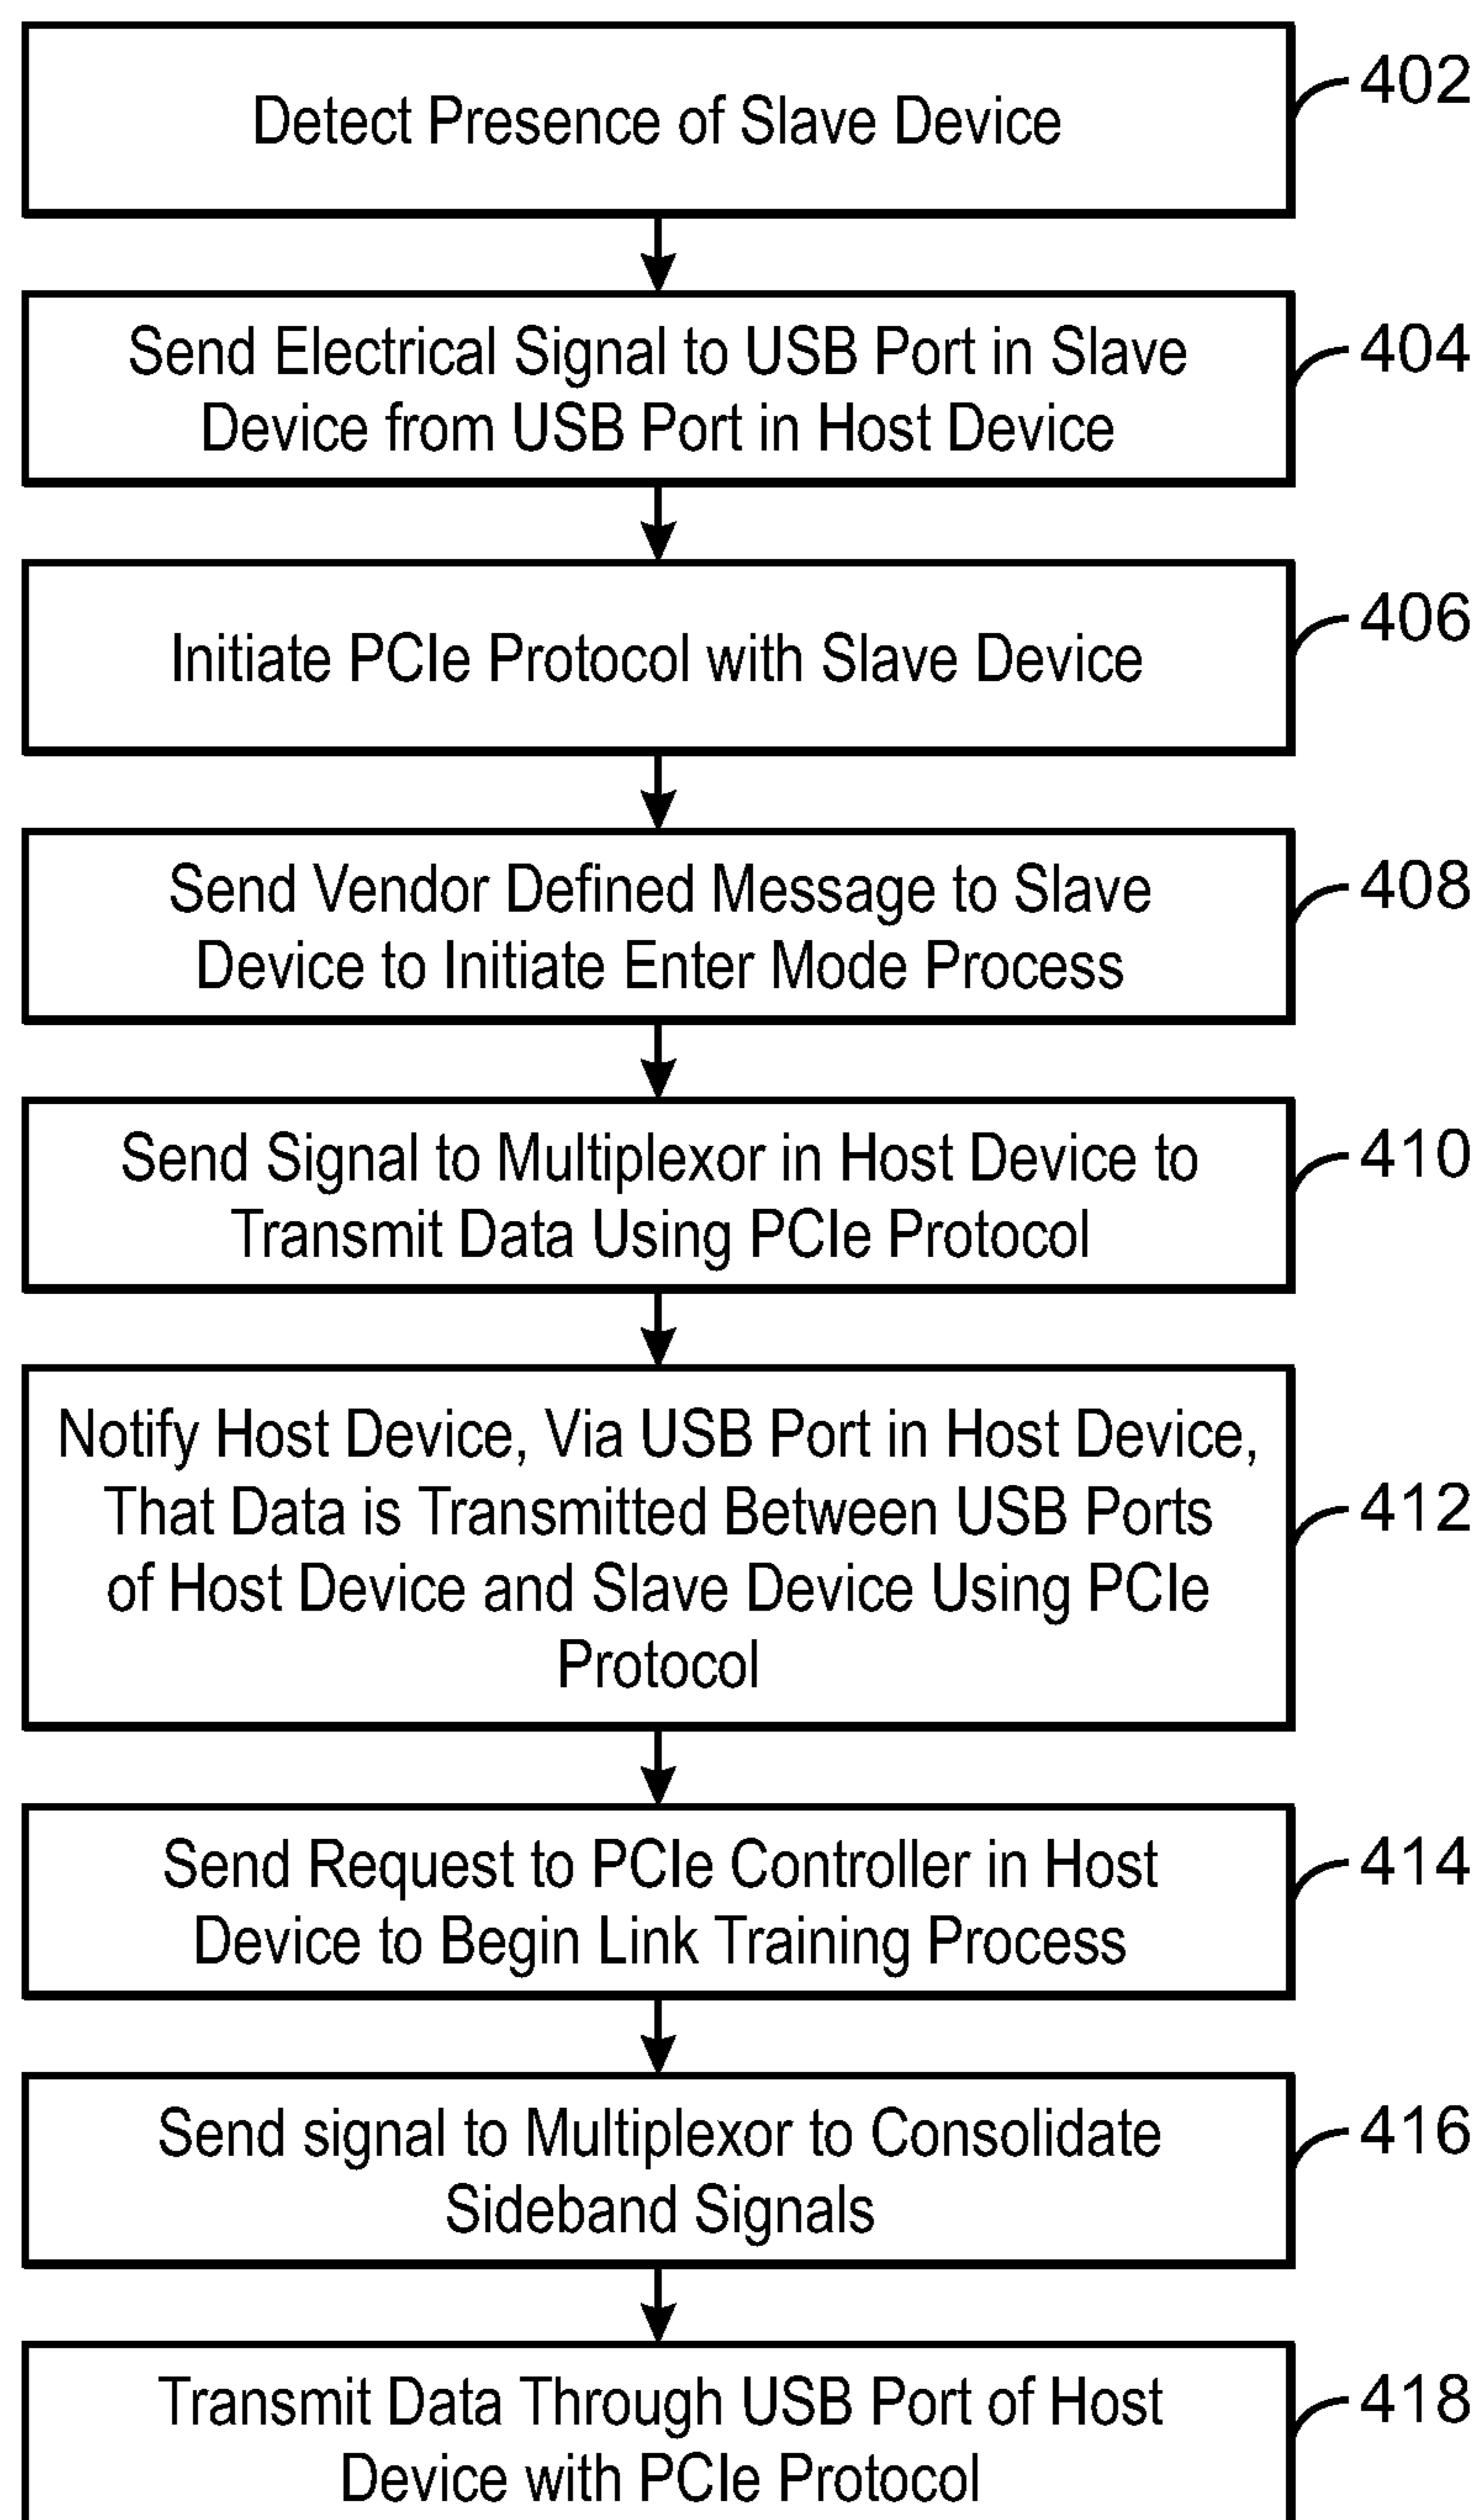 Detect Presence of Slave Device
402
Send Electrical Signal to USB Port in Slave
Device from USB Port in Host Device
404
Initiate PCIe Protocol with Slave Device
406
Send Vendor Defined Message to Slave
Device to Initiate Enter Mode Process
408
Send Signal to Multiplexor in Host Device to
Transmit Data Using PCIe Protocol
410
Notify Host Device, Via USB Port in Host Device,
That Data is Transmitted Between USB Ports
of Host Device and Slave Device Using PCIe
Protocol
412
Send Request to PCIe Controller in Host
Device to Begin Link Training Process
414
Send signal to Multiplexor to Consolidate
Sideband Signals
416
Transmit Data Through USB Port of Host
Device with PCIe Protocol
418